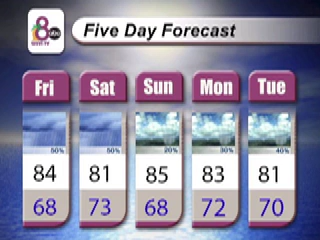 8 abc
Five Day Forecast
Fri Sat Sun Mon Tue
50% 50% 20% 30% 40%
84 81 85 83 81
68 73 68 72 70